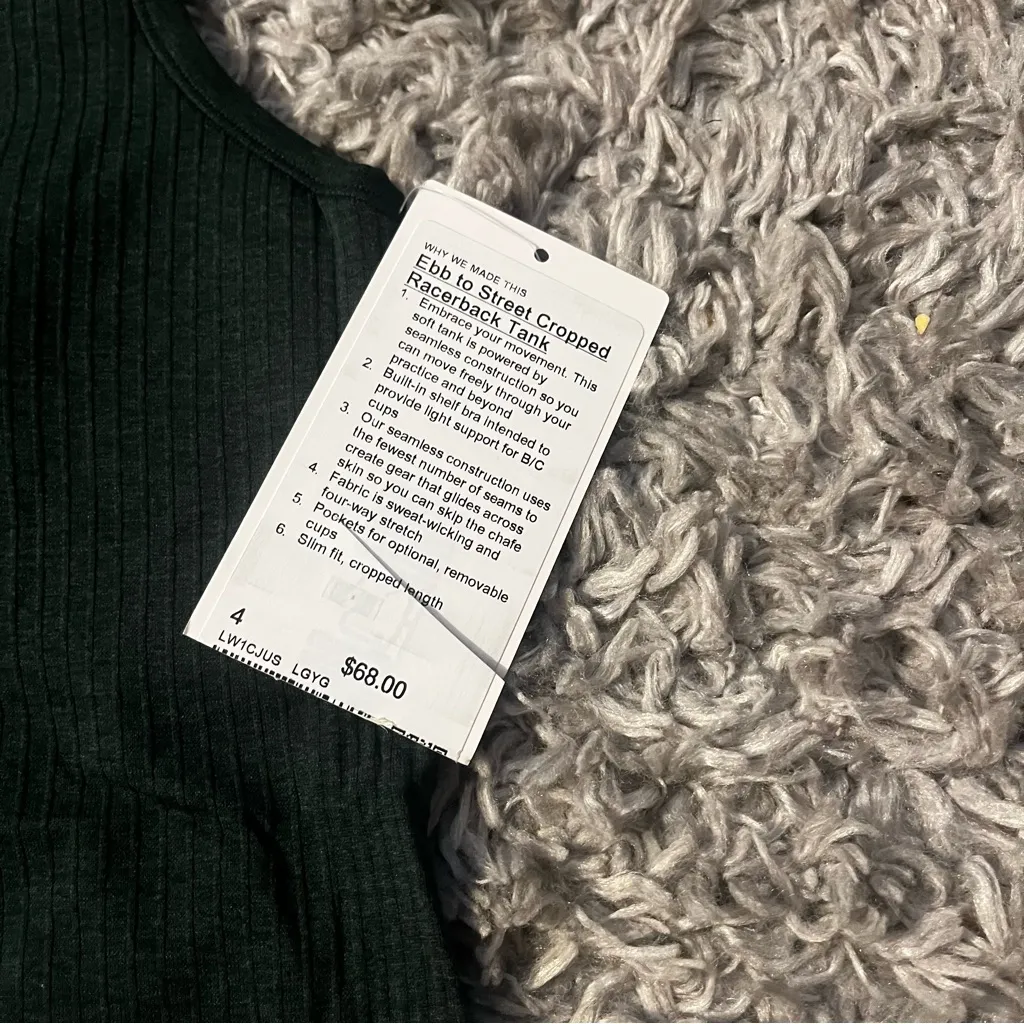 WHY WE MADE THIS
Ebb to Street Cropped
Racerback Tank
1. Embrace your movement. This
soft tank is powered by
seamless construction so you
can move freely through your
practice and beyond
2. Built-in shelf bra intended to
provide light support for B/C
cups
3. Our seamless construction uses
the fewest number of seams to
create gear that glides across
skin so you can skip the chafe
4. Fabric is sweat-wicking and
four-way stretch
5. Pockets for optional, removable
cups
6. Slim fit, cropped length
4
LW1CJUS LGYG
$68.00